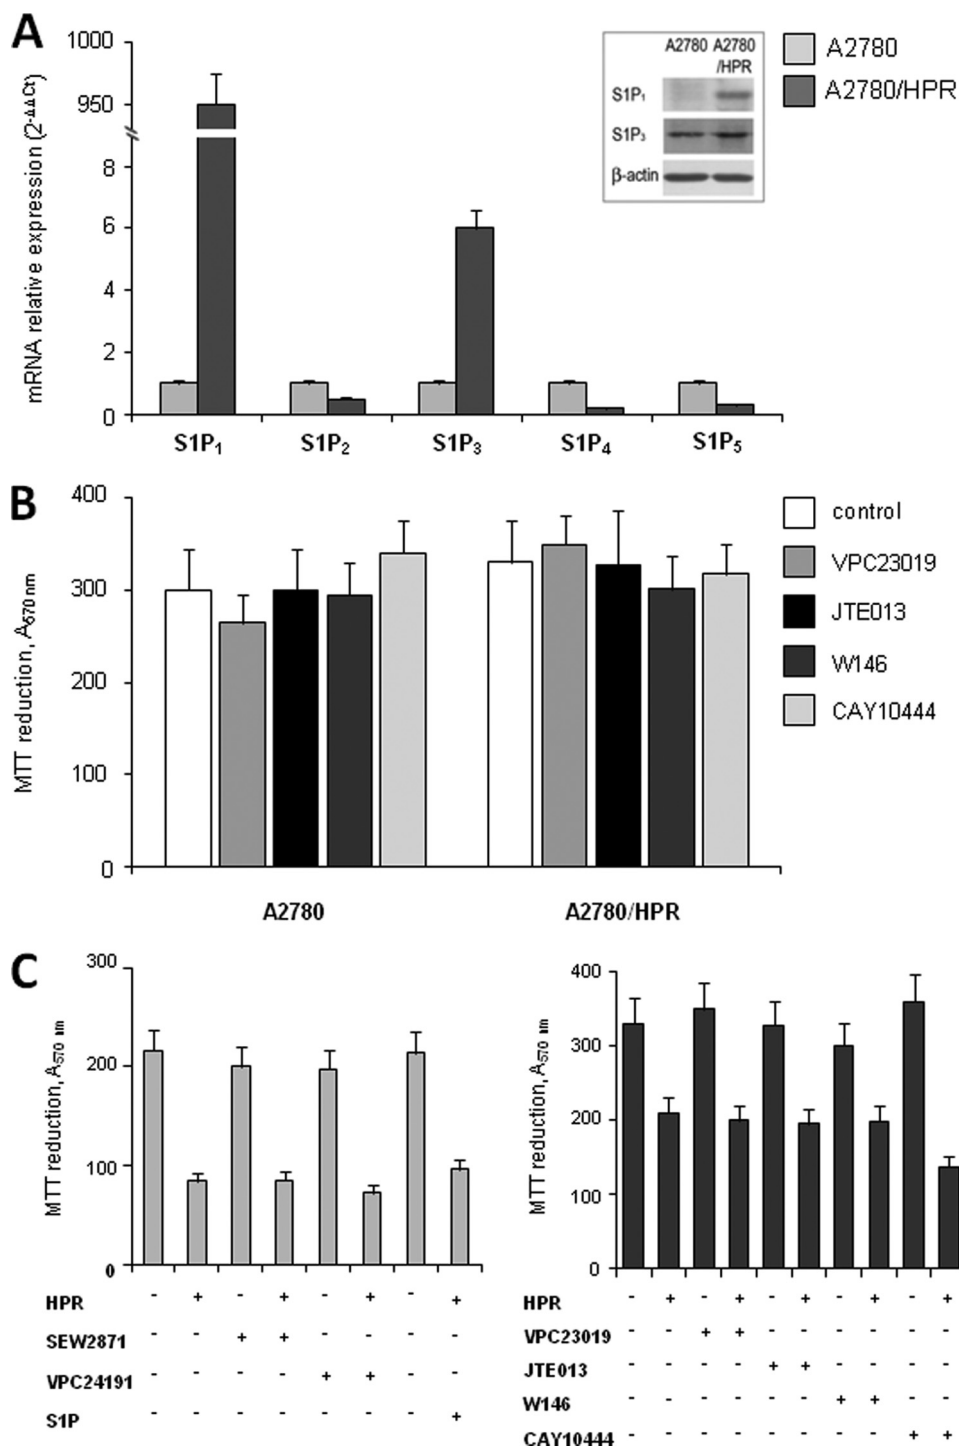 A
mRNA relative expression (2-ΔΔCt)
1000
950
8
6
4
2
0
S1P1 S1P2 S1P3 S1P4 S1P5
A2780 A2780
/HPR
S1P1
S1P3
β-actin
A2780
A2780/HPR
B
MTT reduction, A570 nm
400
300
200
100
0
A2780 A2780/HPR
control
VPC23019
JTE013
W146
CAY10444
C
MTT reduction, A570 nm
300
200
100
0
HPR - + - + - + - +
SEW2871 - - + + - - - -
VPC24191 - - - - + + - -
S1P - - - - - - - +
MTT reduction, A570 nm
400
300
200
100
0
HPR - + - + - + - + - +
VPC23019 - - + + - - - - - -
JTE013 - - - - + + - - - -
W146 - - - - - - + + - -
CAY10444 - - - - - - - - + +